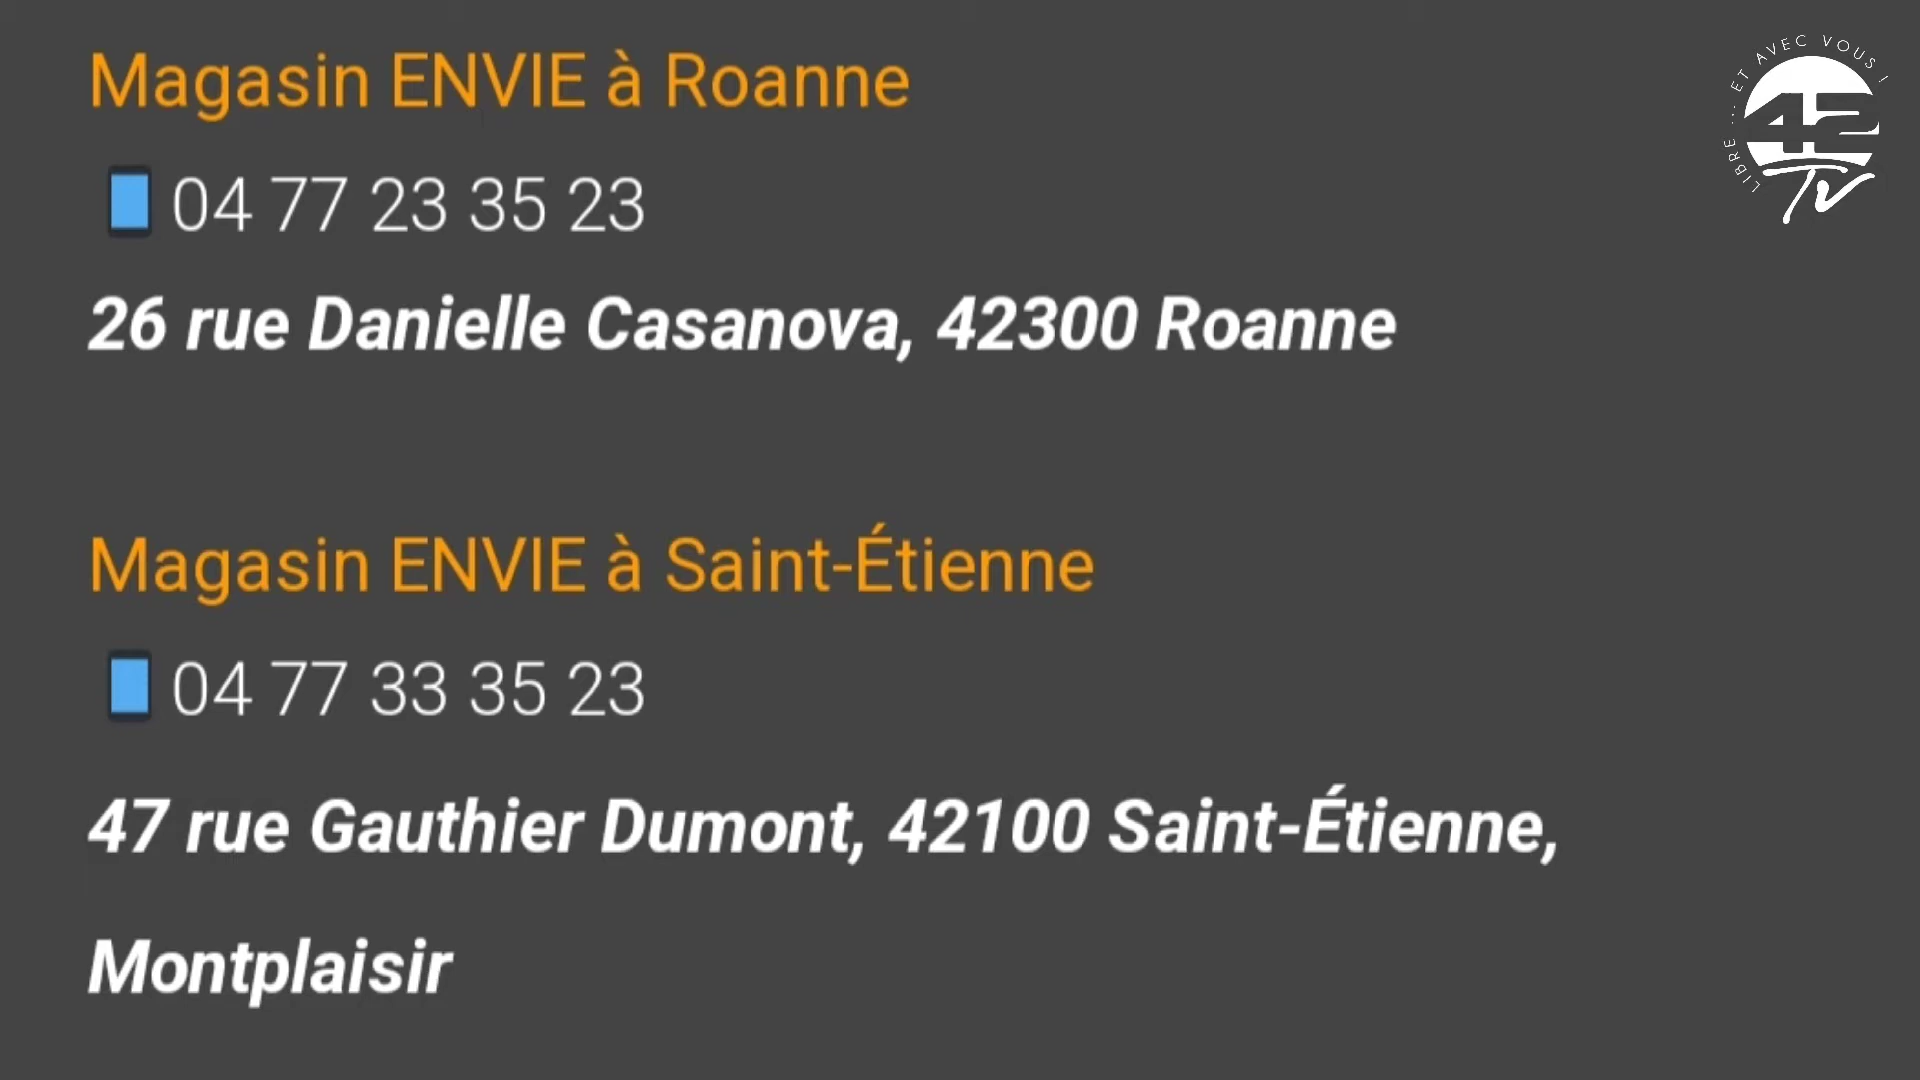 Magasin ENVIE à Roanne
04 77 23 35 23
26 rue Danielle Casanova, 42300 Roanne
Magasin ENVIE à Saint-Étienne
04 77 33 35 23
47 rue Gauthier Dumont, 42100 Saint-Étienne,
Montplaisir
LIBRE ... ET AVEC VOUS !
42
TV